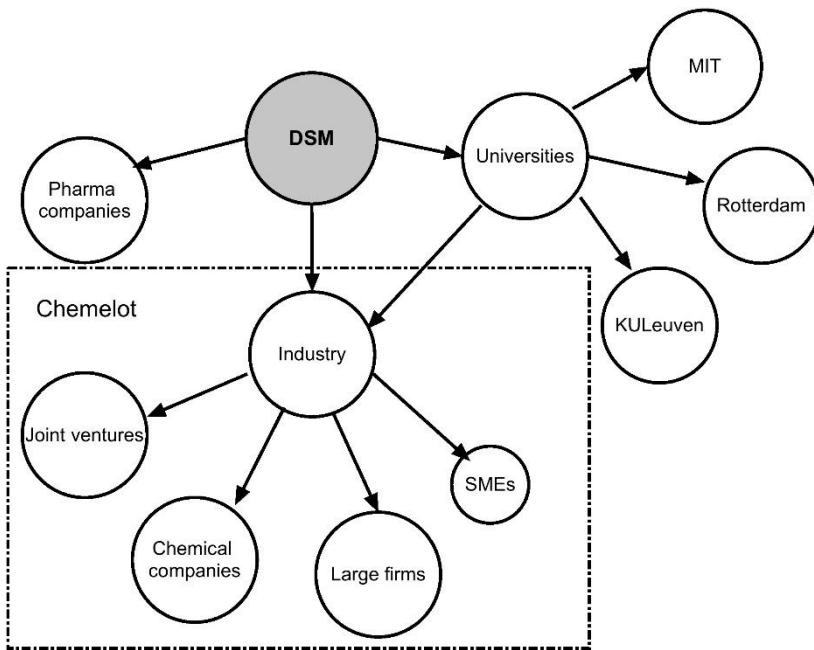 MIT
DSM
Universities
Pharma
companies
Rotterdam
Chemelot
KULeuven
Industry
Joint ventures
SMEs
Chemical
companies
Large firms